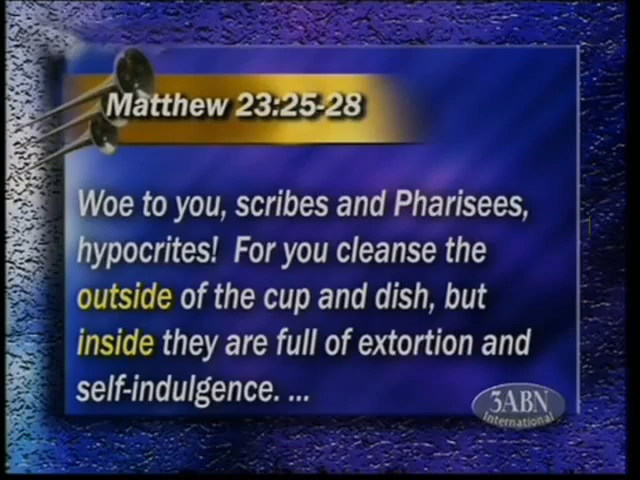 Matthew 23:25-28
Woe to you, scribes and Pharisees,
hypocrites! For you cleanse the
outside of the cup and dish, but
inside they are full of extortion and
self-indulgence. ...
3ABN
International